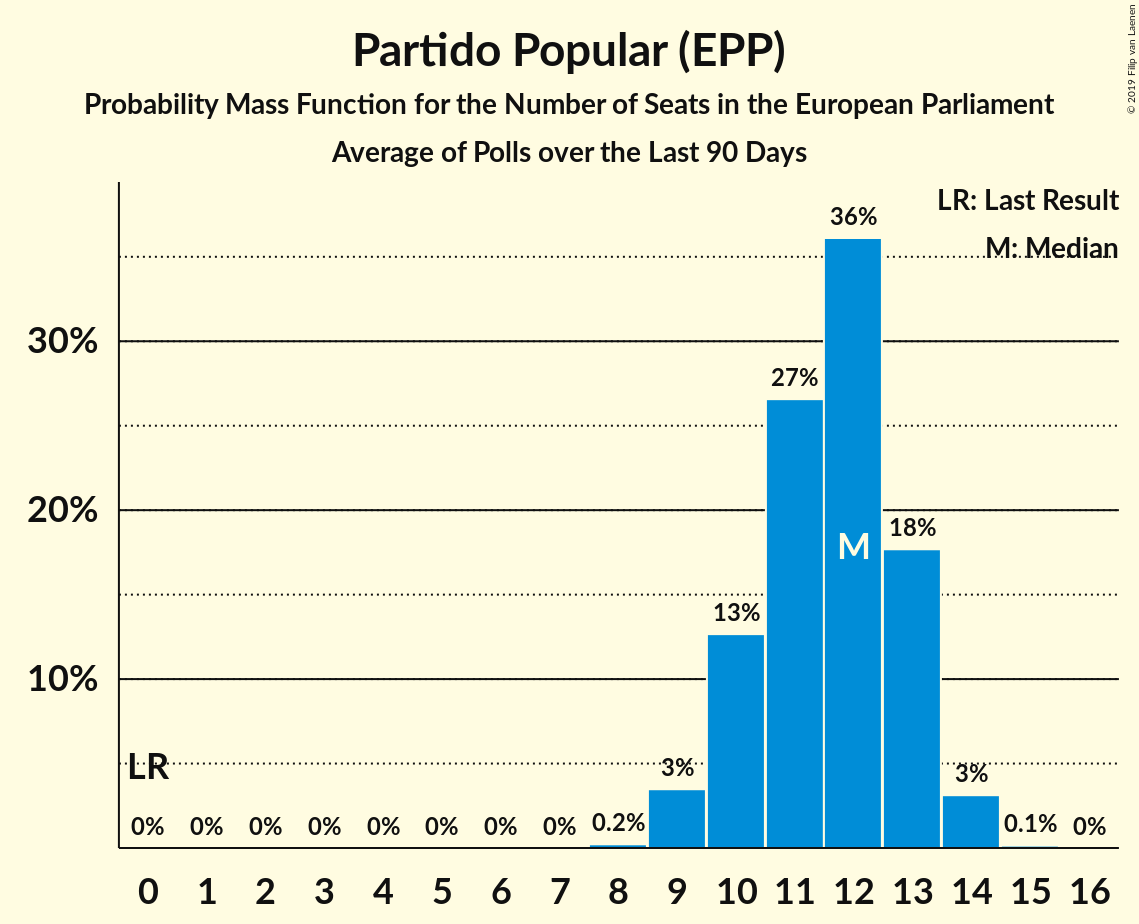 Partido Popular (EPP)
Probability Mass Function for the Number of Seats in the European Parliament
Average of Polls over the Last 90 Days
© 2019 Filip van Laenen
LR: Last Result
M: Median
36%
30%
27%
20%
18%
M
13%
10%
LR
3%
3%
0% 0% 0% 0% 0% 0% 0% 0% 0.2% 0.1% 0%
0 1 2 3 4 5 6 7 8 9 10 11 12 13 14 15 16